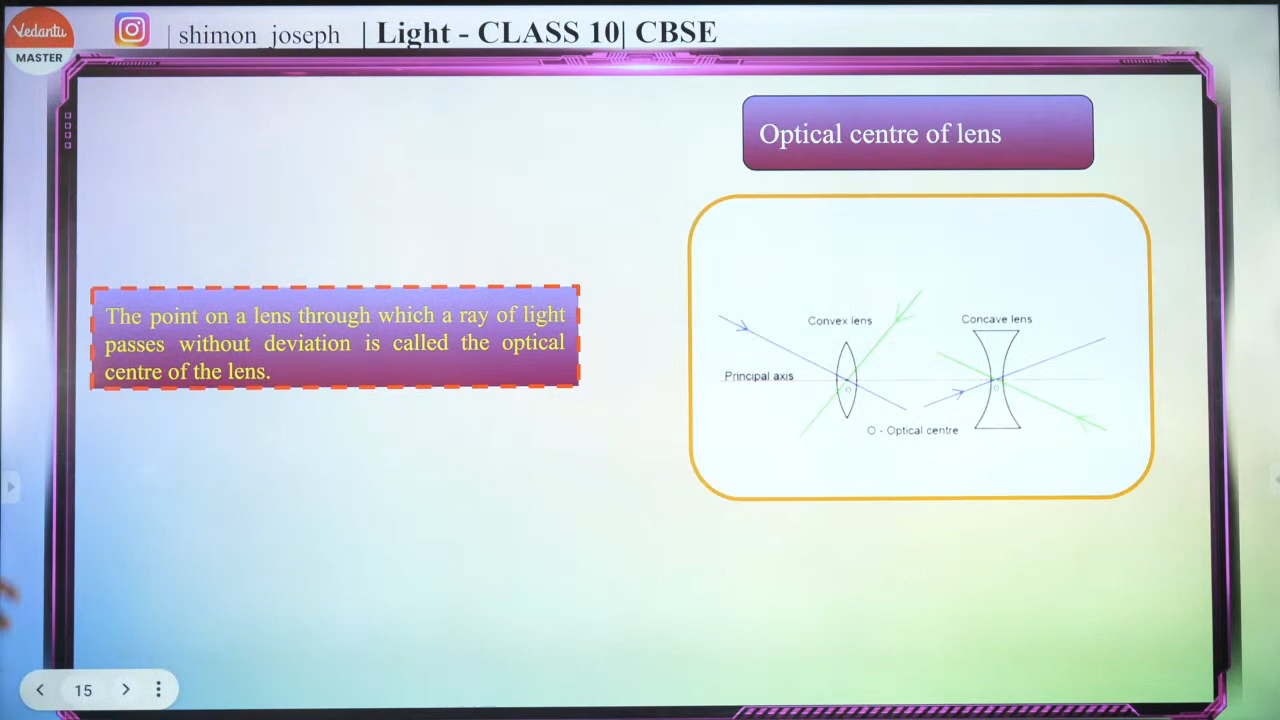 Vedantu
MASTER
| shimon_joseph | Light - CLASS 10| CBSE
Optical centre of lens
The point on a lens through which a ray of light
passes without deviation is called the optical
centre of the lens.
Convex lens
Concave lens
Principal axis
O
O
O - Optical centre
15